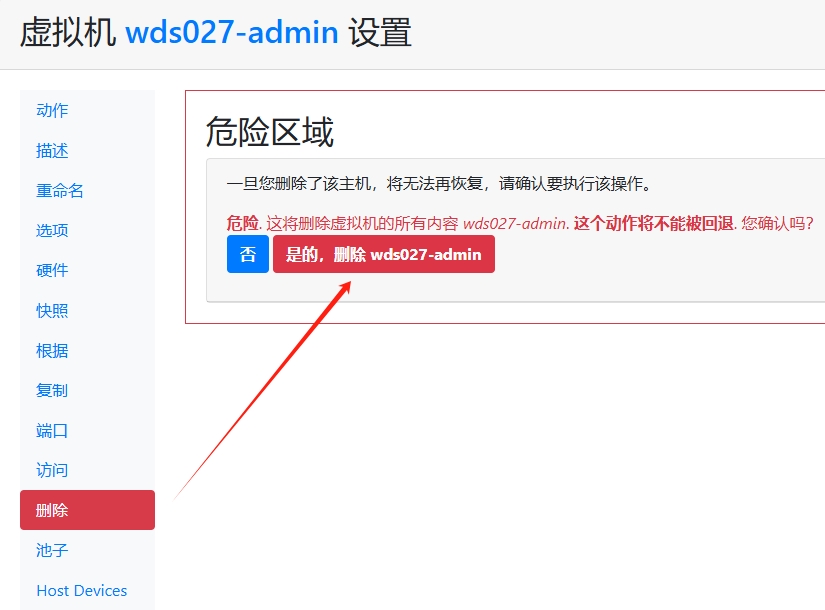 虚拟机 wds027-admin 设置
动作
描述
重命名
选项
硬件
快照
根据
复制
端口
访问
删除
池子
Host Devices
危险区域
一旦您删除了该主机，将无法再恢复，请确认要执行该操作。
危险. 这将删除虚拟机的所有内容 wds027-admin. 这个动作将不能被回退. 您确认吗?
否 是的，删除 wds027-admin